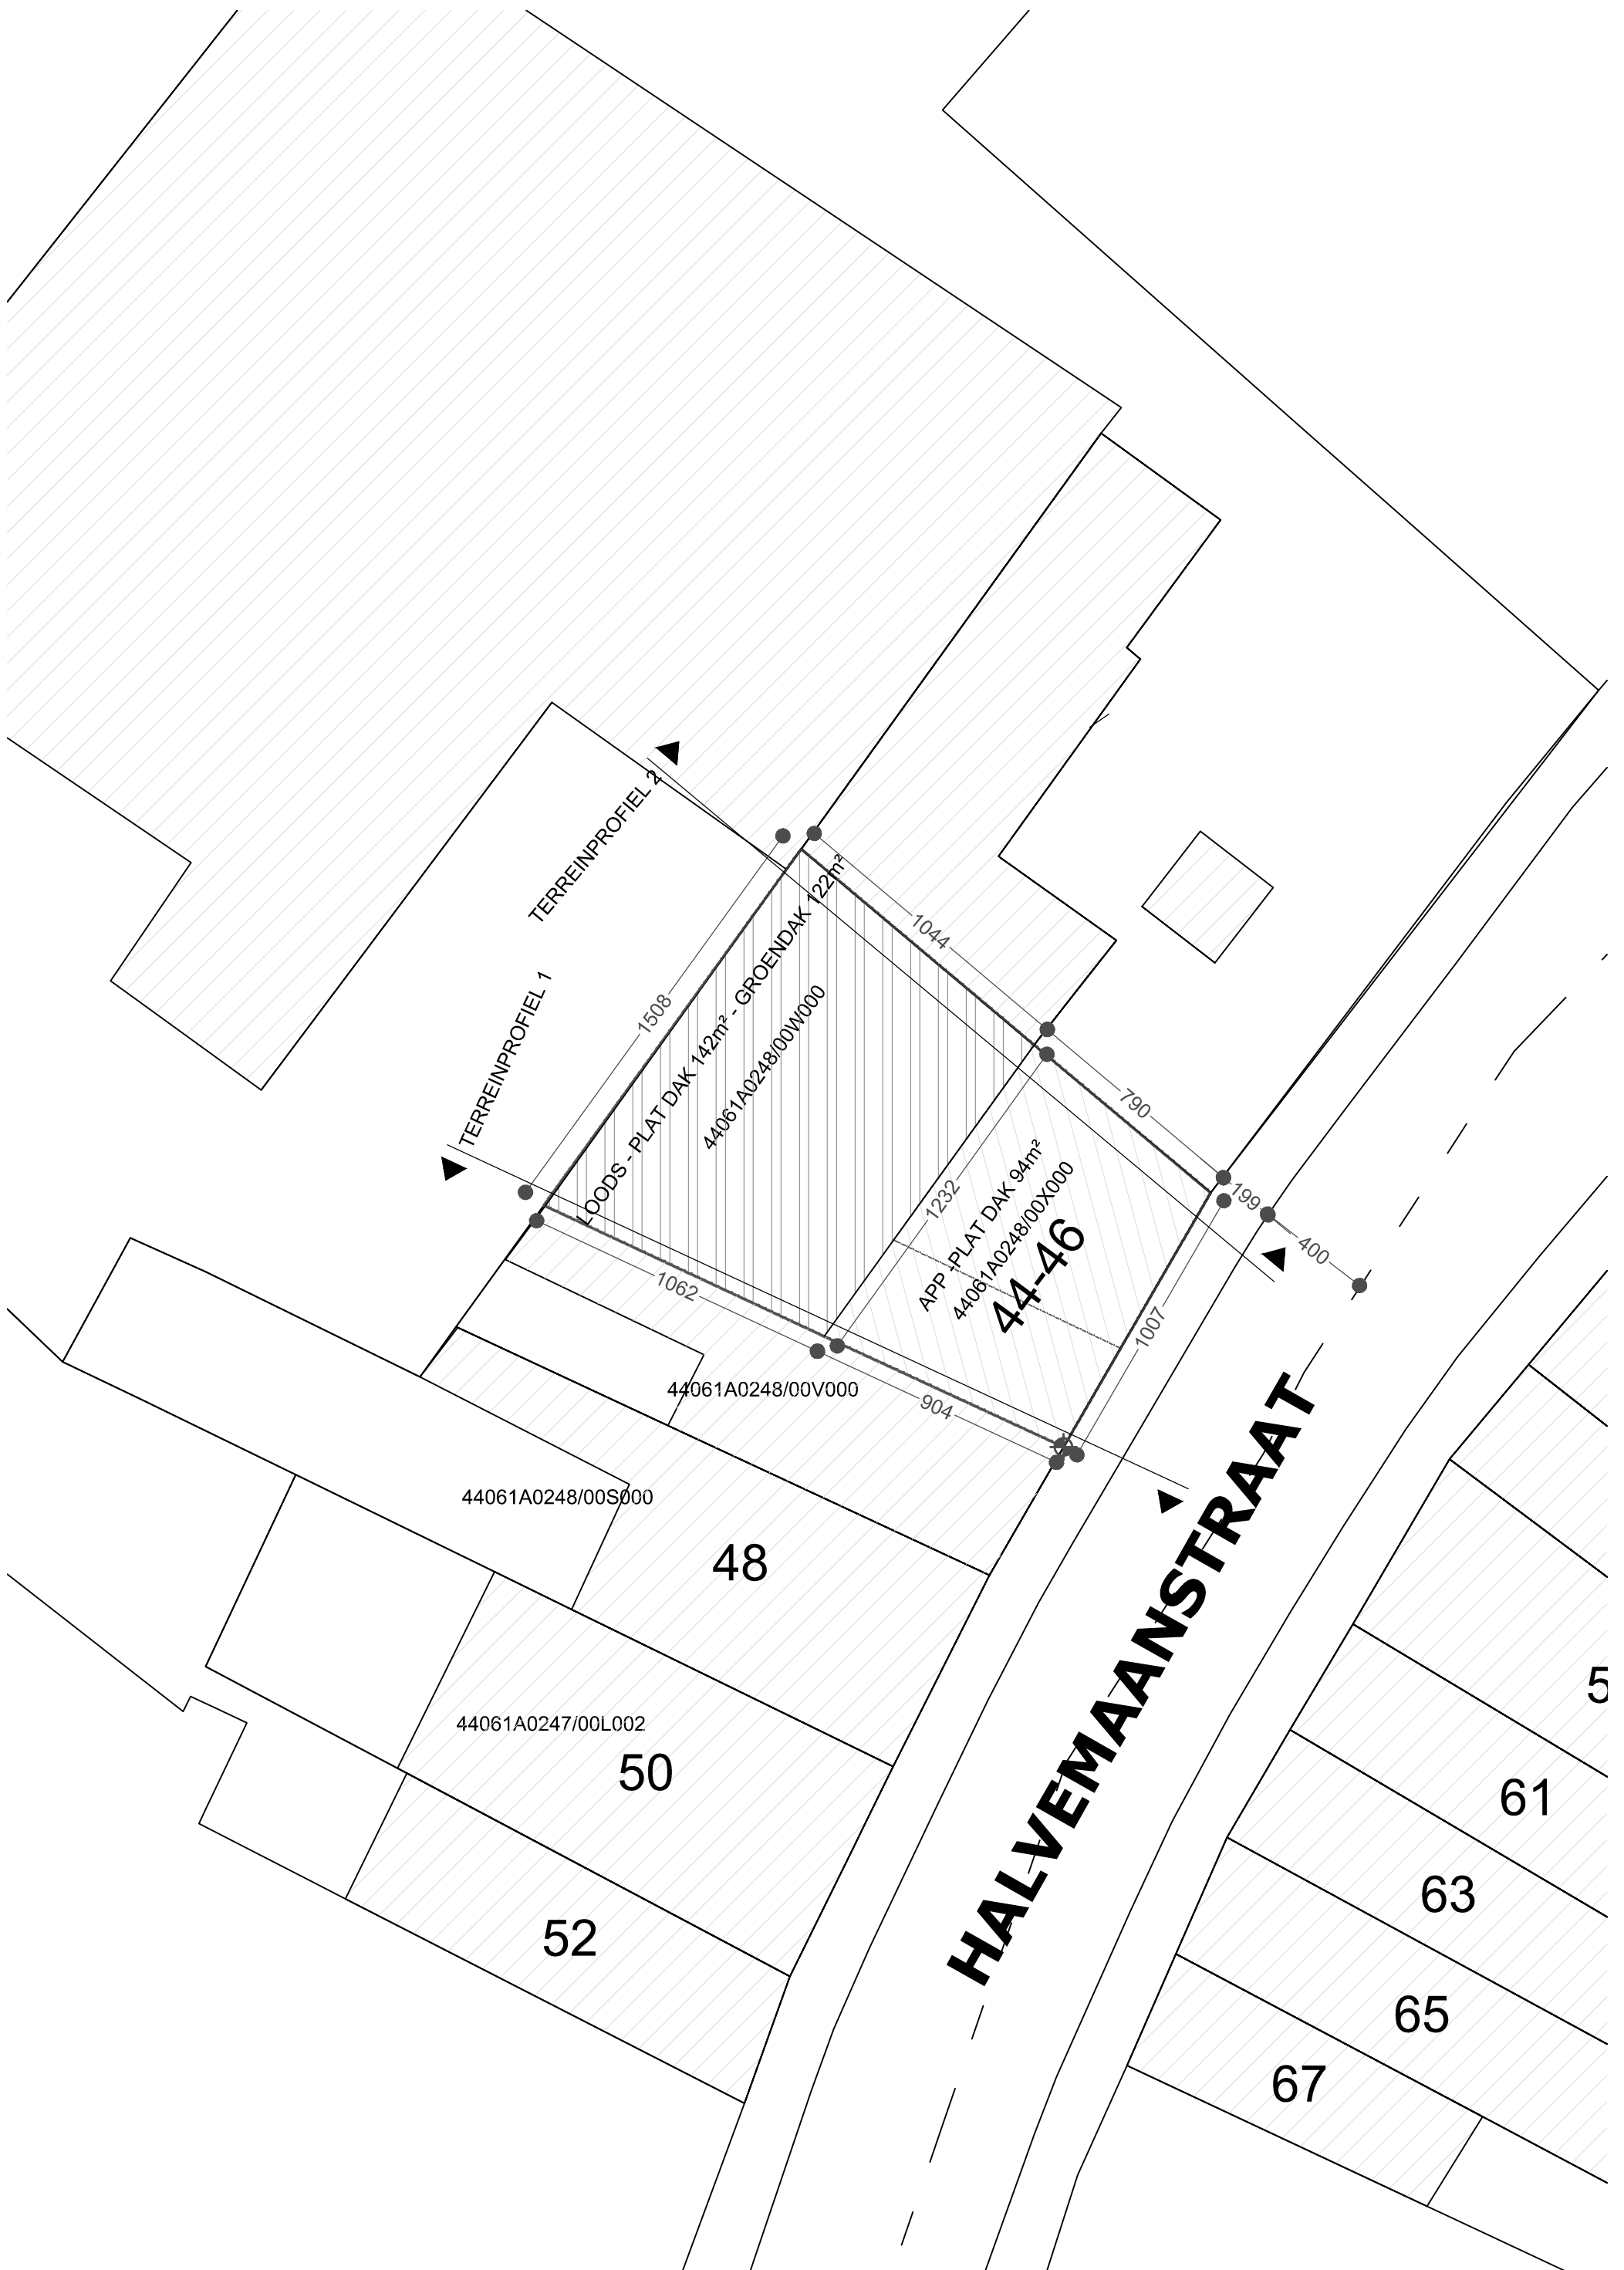 TERREINPROFIEL 2
TERREINPROFIEL 1
1508
1044
LOODS - PLAT DAK 142m² - GROENDAK 122m²
44061A0248/00W000
790
1232
APP -PLAT DAK 94m²
44061A0248/00X000
44-46
199
400
1062
1007
904
44061A0248/00V000
44061A0248/00S000
48
HALVEMAANSTRAAT
44061A0247/00L002
50
52
5
61
63
65
67